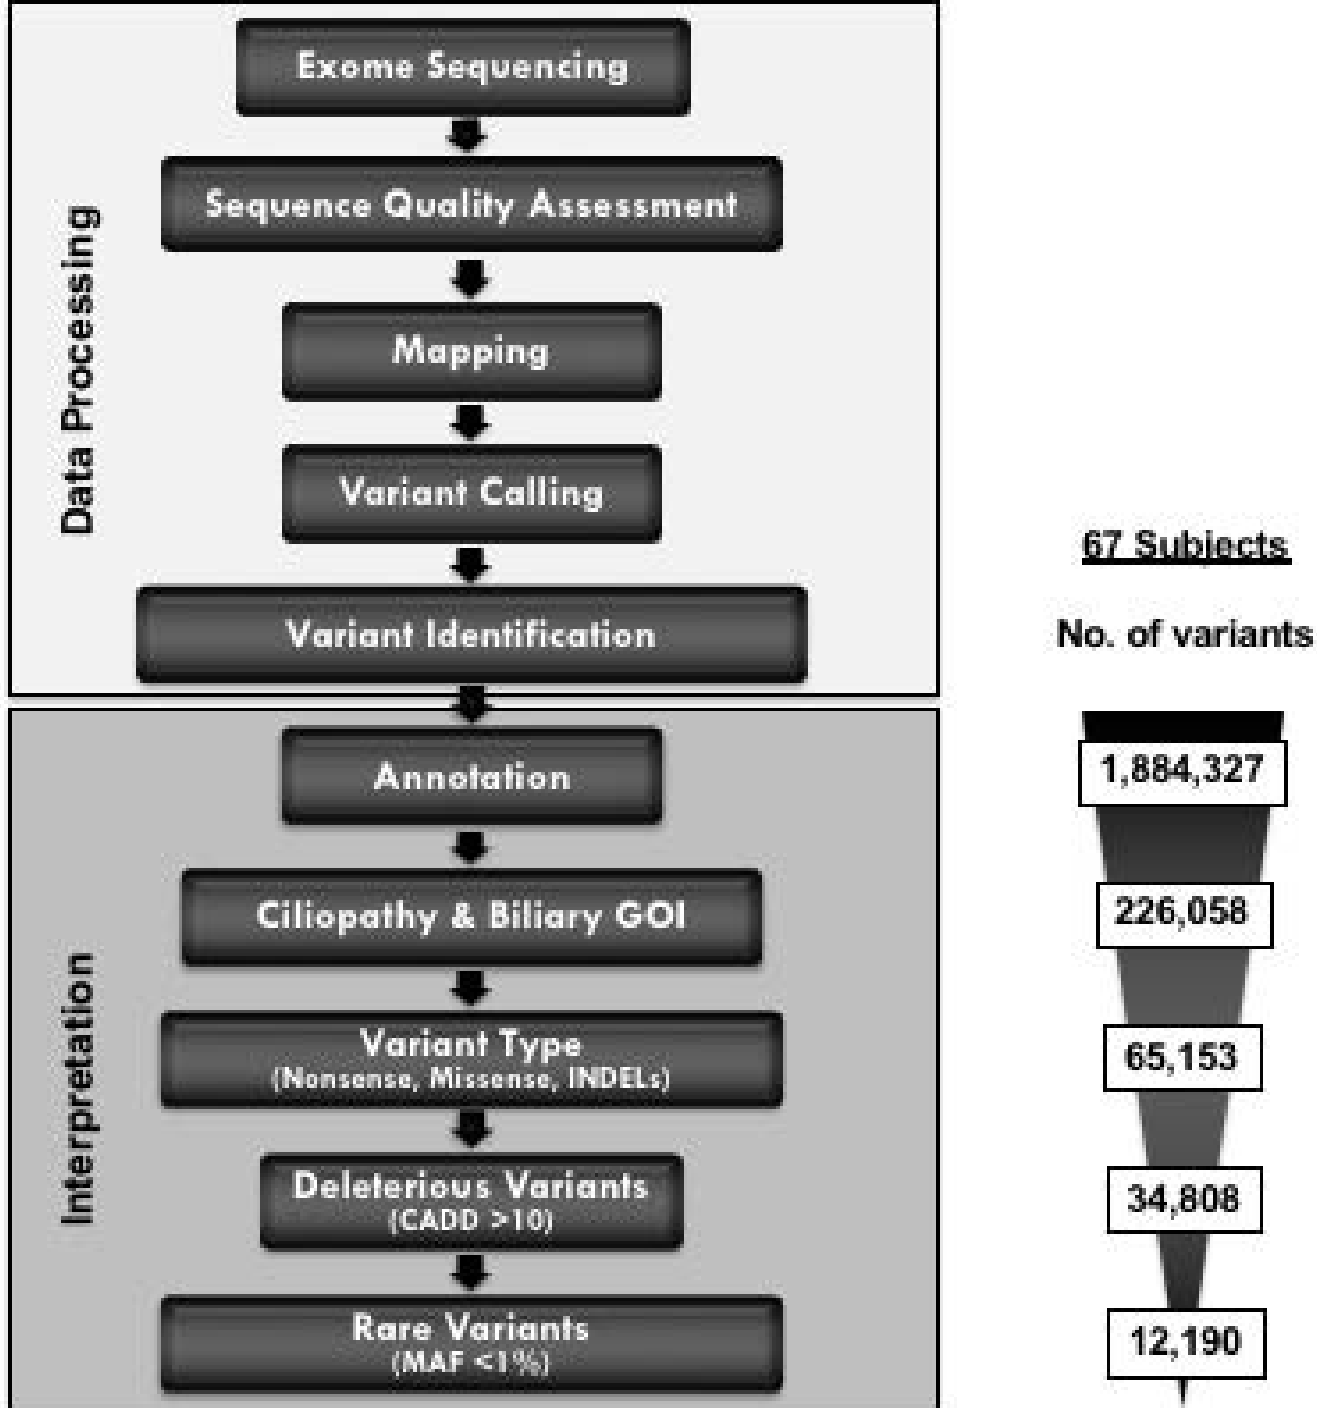 Data Processing
Exome Sequencing
Sequence Quality Assessment
Mapping
Variant Calling
Variant Identification
Interpretation
Annotation
Ciliopathy & Biliary GOI
Variant Type
(Nonsense, Missense, INDELs)
Deleterious Variants
(CADD >10)
Rare Variants
(MAF <1%)
67 Subjects
No. of variants
1,884,327
226,058
65,153
34,808
12,190